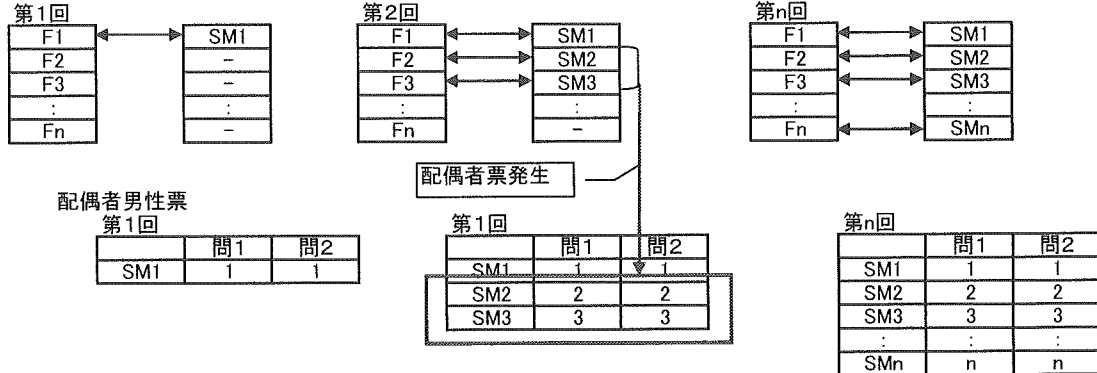 第1回
F1 SM1
F2 -
F3 -
: :
Fn -
第2回
F1 SM1
F2 SM2
F3 SM3
: :
Fn -
第n回
F1 SM1
F2 SM2
F3 SM3
: :
Fn SMn
配偶者票発生
配偶者男性票
第1回
問1 問2
SM1 1 1
第1回
問1 問2
SM1 1 1
SM2 2 2
SM3 3 3
第n回
問1 問2
SM1 1 1
SM2 2 2
SM3 3 3
: : :
SMn n n